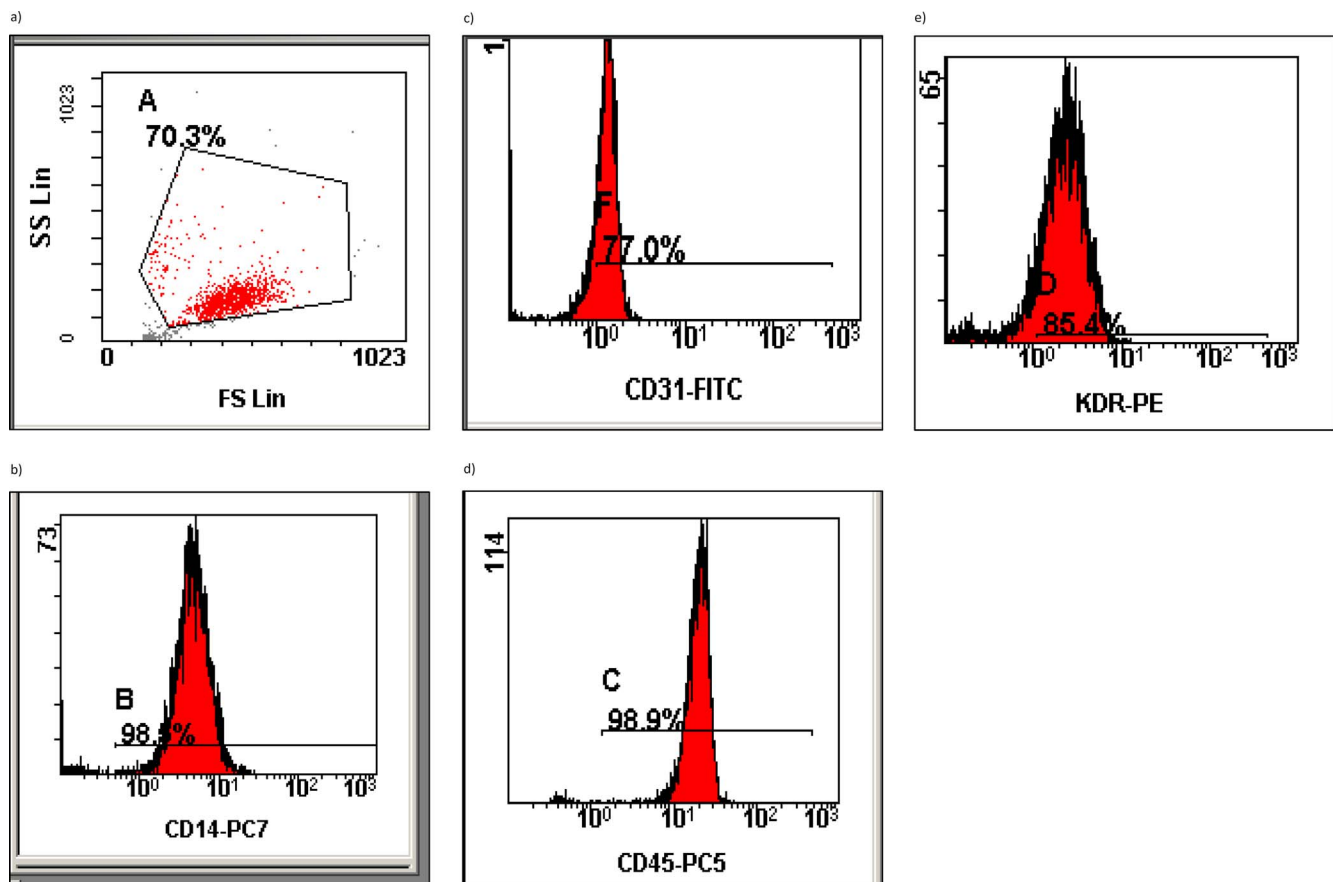 a)
A
70.3%
SS Lin
1023
0
0
1023
FS Lin
c)
1
F
77.0%
10⁰ 10¹ 10² 10³
CD31-FITC
e)
65
D
85.4%
10⁰ 10¹ 10² 10³
KDR-PE
b)
73
B
10⁰ 10¹ 10² 10³
CD14-PC7
d)
114
C
98.9%
10⁰ 10¹ 10² 10³
CD45-PC5